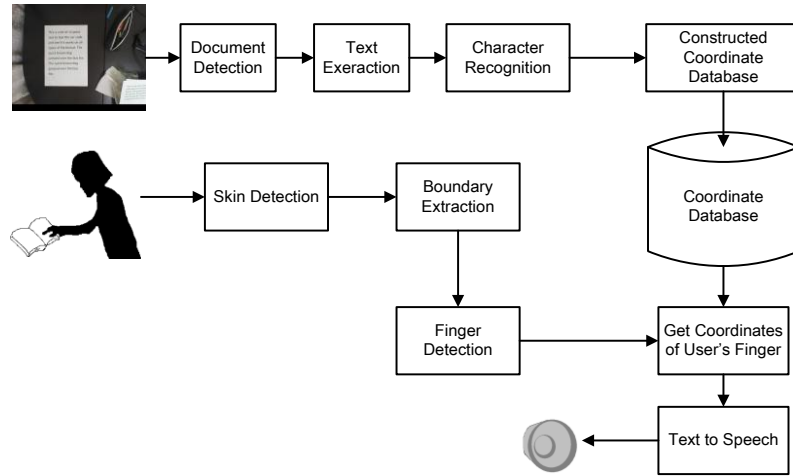 Document
Detection
Text
Exeraction
Character
Recognition
Constructed
Coordinate
Database
Skin Detection
Boundary
Extraction
Coordinate
Database
Finger
Detection
Get Coordinates
of User's Finger
Text to Speech